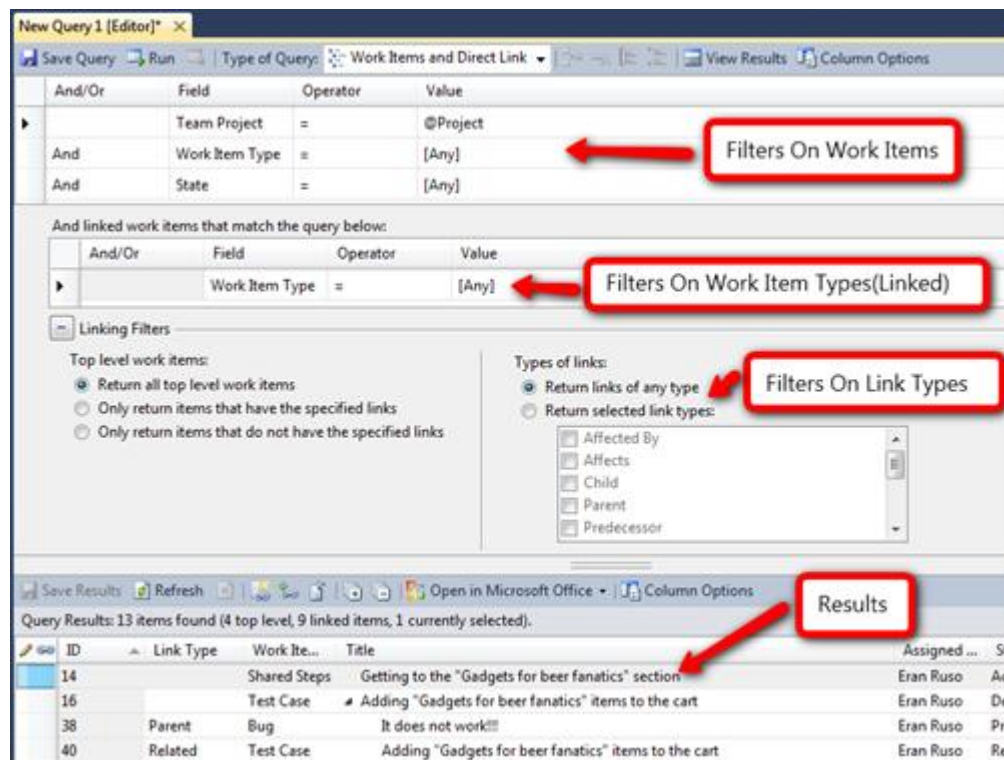 New Query 1 [Editor]* ×
Save Query Run Type of Query: Work Items and Direct Link View Results Column Options
And/Or Field Operator Value
Team Project = @Project
And Work Item Type = [Any]
And State = [Any]
Filters On Work Items
And linked work items that match the query below:
And/Or Field Operator Value
Work Item Type = [Any]
Filters On Work Item Types(Linked)
Linking Filters
Top level work items:
Return all top level work items
Only return items that have the specified links
Only return items that do not have the specified links
Types of links:
Return links of any type
Return selected link types:
Affected By
Affects
Child
Parent
Predecessor
Filters On Link Types
Save Results Refresh Open in Microsoft Office Column Options
Results
Query Results: 13 items found (4 top level, 9 linked items, 1 currently selected).
ID Link Type Work Ite... Title Assigned ... S
14 Shared Steps Getting to the "Gadgets for beer fanatics" section Eran Ruso Ac
16 Test Case Adding "Gadgets for beer fanatics" items to the cart Eran Ruso De
38 Parent Bug It does not work!!! Eran Ruso Pr
40 Related Test Case Adding "Gadgets for beer fanatics" items to the cart Eran Ruso Re